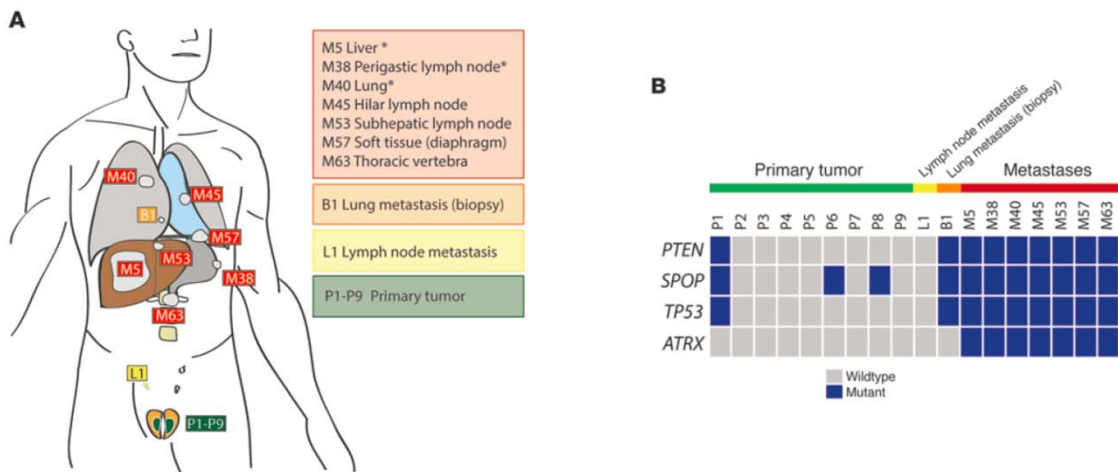 A
M40
M45
B1
M57
M53
M5
M38
M63
L1
P1-P9
M5 Liver *
M38 Perigastic lymph node*
M40 Lung*
M45 Hilar lymph node
M53 Subhepatic lymph node
M57 Soft tissue (diaphragm)
M63 Thoracic vertebra
B1 Lung metastasis (biopsy)
L1 Lymph node metastasis
P1-P9 Primary tumor
B
Primary tumor
Lymph node metastasis
Lung metastasis (biopsy)
Metastases
P1 P2 P3 P4 P5 P6 P7 P8 P9 L1 B1 M5 M38 M40 M45 M53 M57 M63
PTEN
SPOP
TP53
ATRX
Wildtype
Mutant